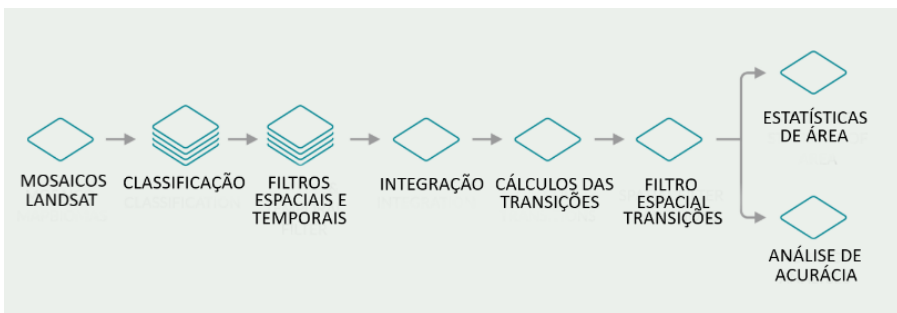 MOSAICOS
LANDSAT
CLASSIFICAÇÃO
FILTROS
ESPACIAIS E
TEMPORAIS
INTEGRAÇÃO
CÁLCULOS DAS
TRANSIÇÕES
FILTRO
ESPACIAL
TRANSIÇÕES
ESTATÍSTICAS
DE ÁREA
ANÁLISE DE
ACURÁCIA